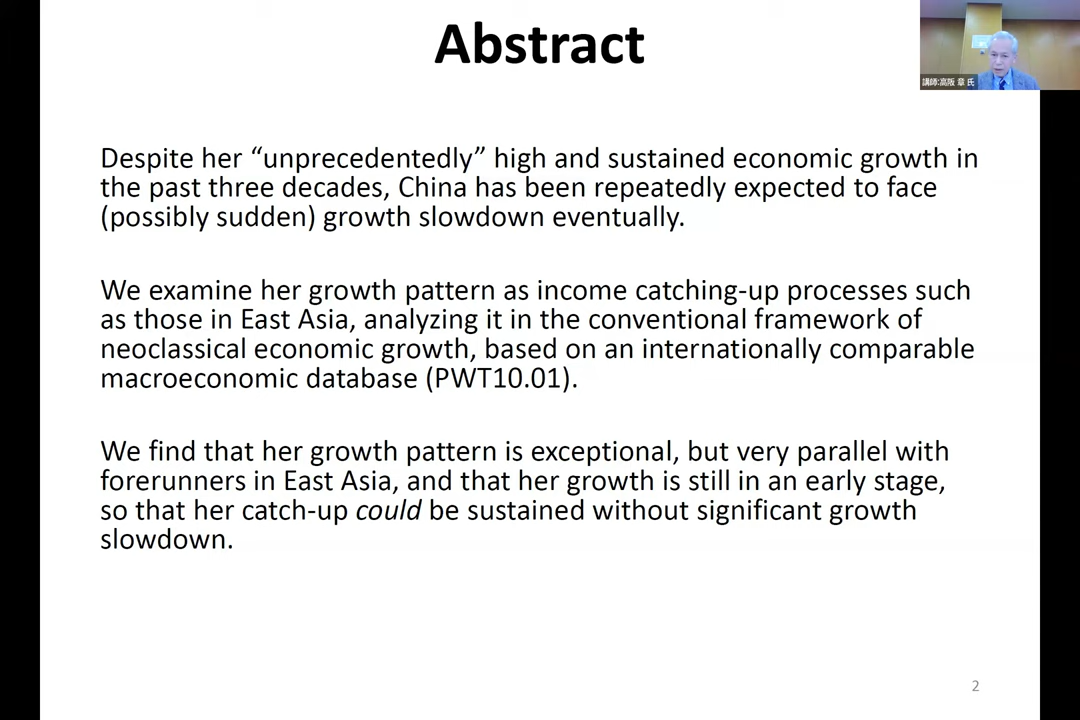 Abstract
講師:高阪 章 氏
Despite her “unprecedentedly” high and sustained economic growth in
the past three decades, China has been repeatedly expected to face
(possibly sudden) growth slowdown eventually.
We examine her growth pattern as income catching-up processes such
as those in East Asia, analyzing it in the conventional framework of
neoclassical economic growth, based on an internationally comparable
macroeconomic database (PWT10.01).
We find that her growth pattern is exceptional, but very parallel with
forerunners in East Asia, and that her growth is still in an early stage,
so that her catch-up could be sustained without significant growth
slowdown.
2